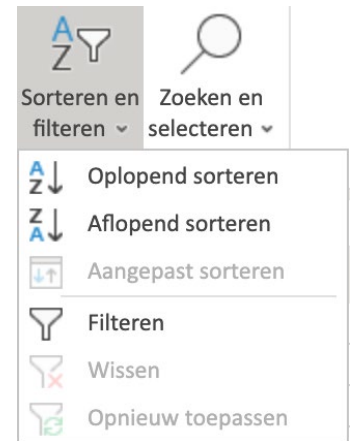 Sorteren en
filteren
Zoeken en
selecteren
Oplopend sorteren
Aflopend sorteren
Aangepast sorteren
Filteren
Wissen
Opnieuw toepassen